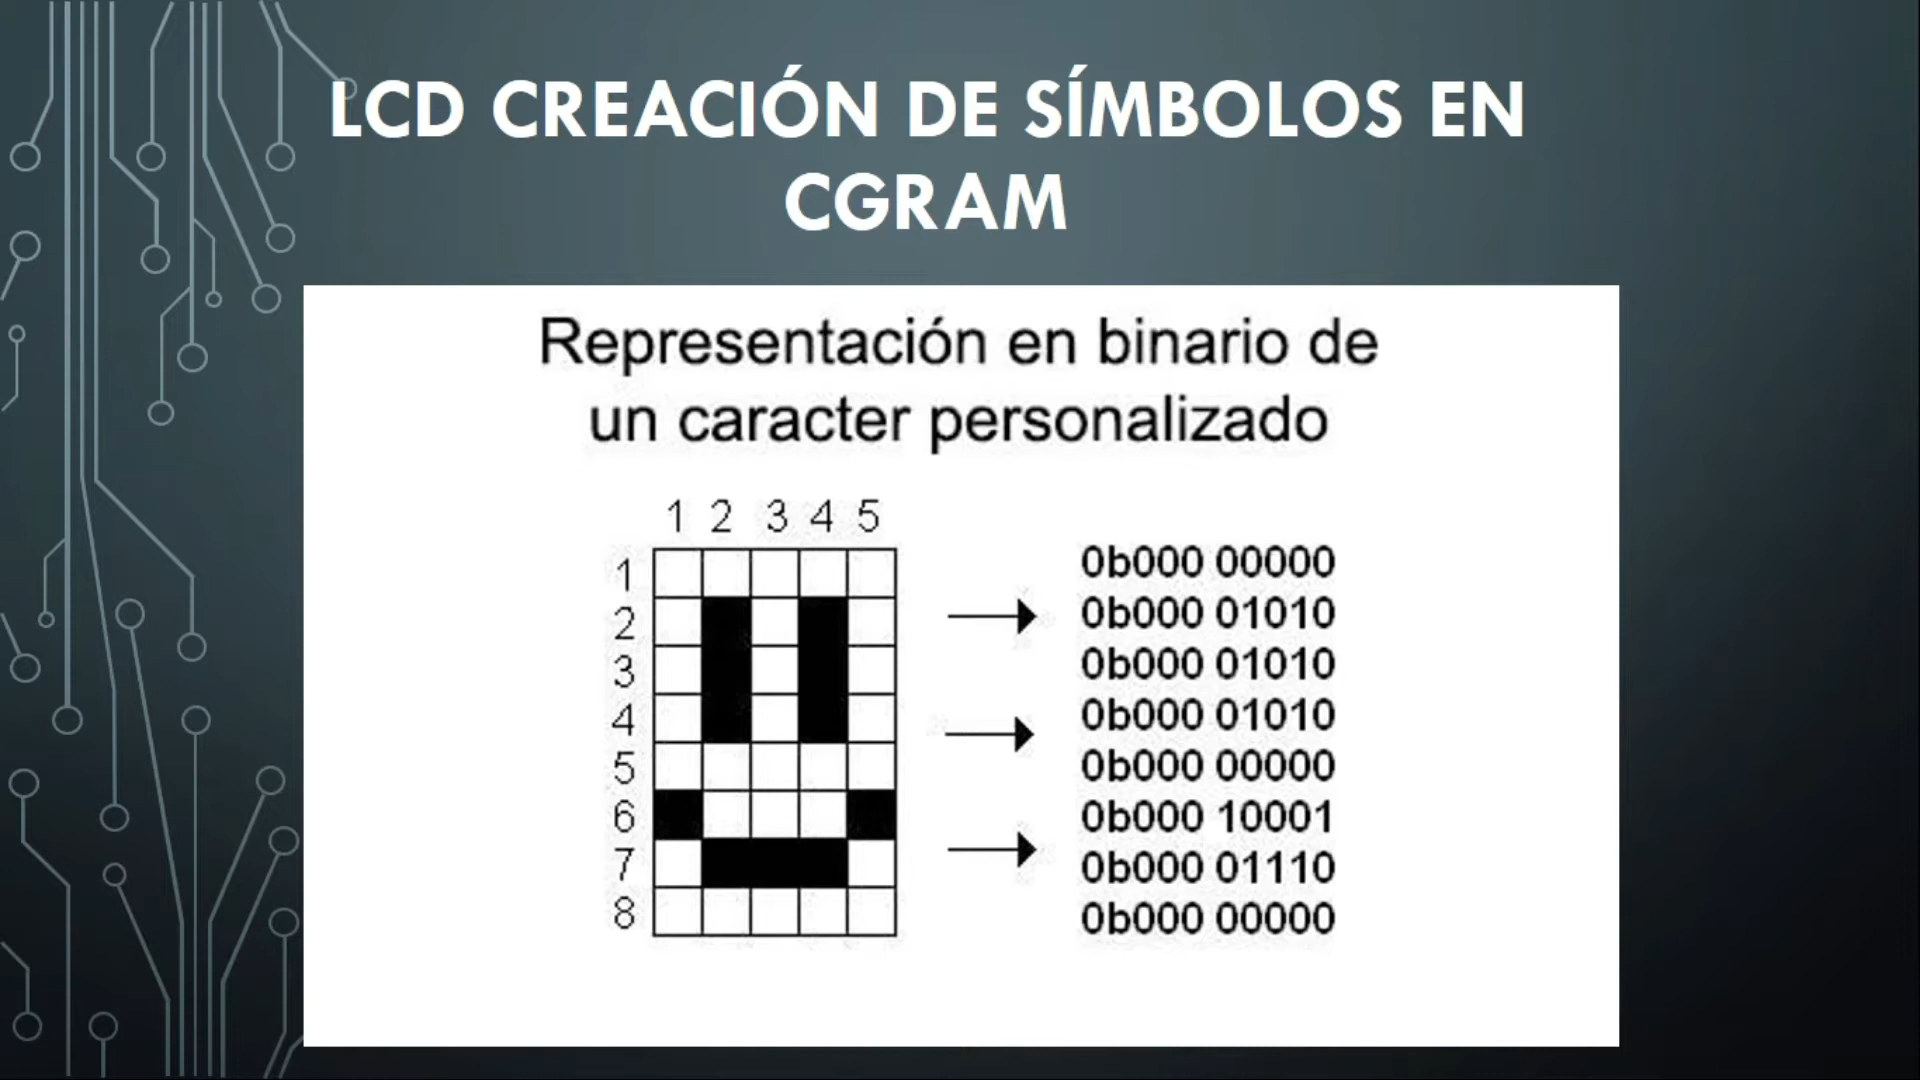 LCD CREACIÓN DE SÍMBOLOS EN
CGRAM
Representación en binario de
un caracter personalizado
1 2 3 4 5
1 0b000 00000
2 0b000 01010
3 0b000 01010
4 0b000 01010
5 0b000 00000
6 0b000 10001
7 0b000 01110
8 0b000 00000